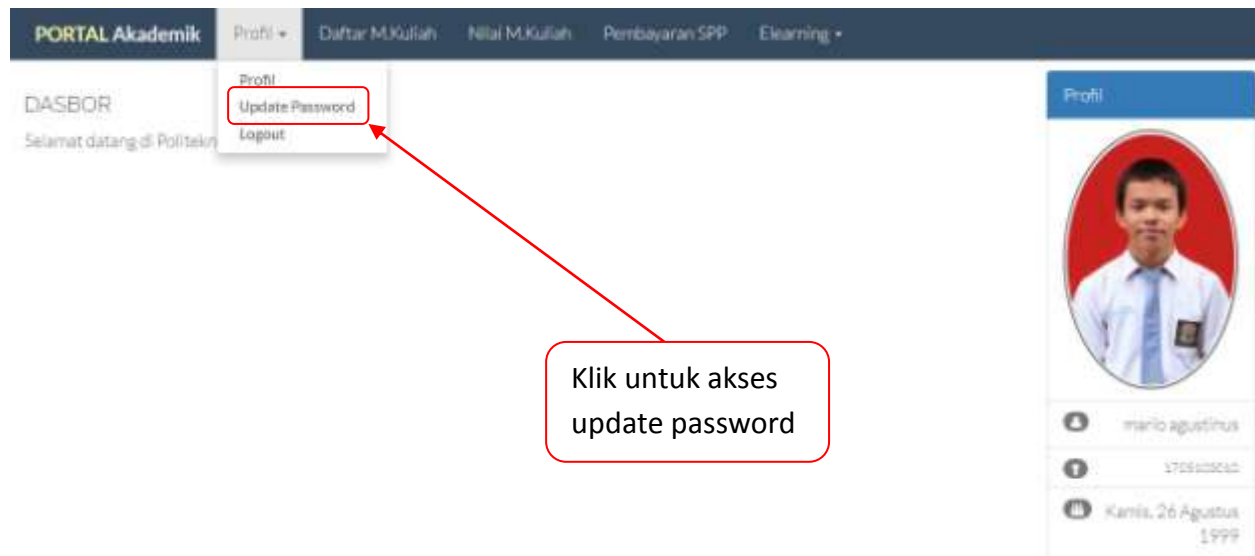 PORTAL Akademik Profil Daftar M.Kuliah Nilai M.Kuliah Pembayaran SPP Elearning
Profil
Update Password
Logout
DASBOR
Selamat datang di Politekn
Profil
Klik untuk akses
update password
mario agustinus
Kamis, 26 Agustus
1999